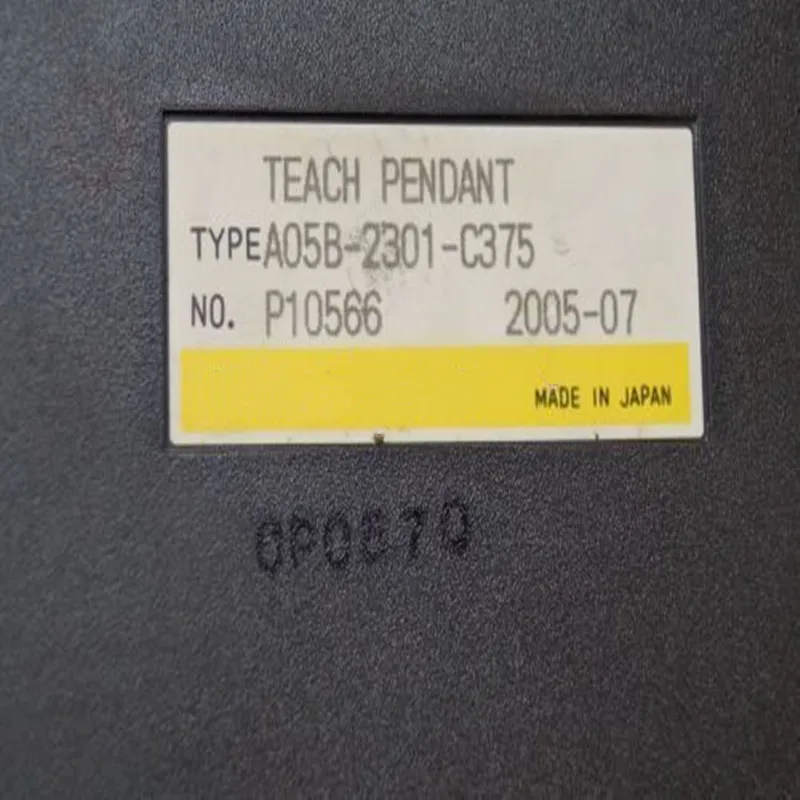 TEACH PENDANT
TYPE A05B-2301-C375
NO. P10566 2005-07
MADE IN JAPAN